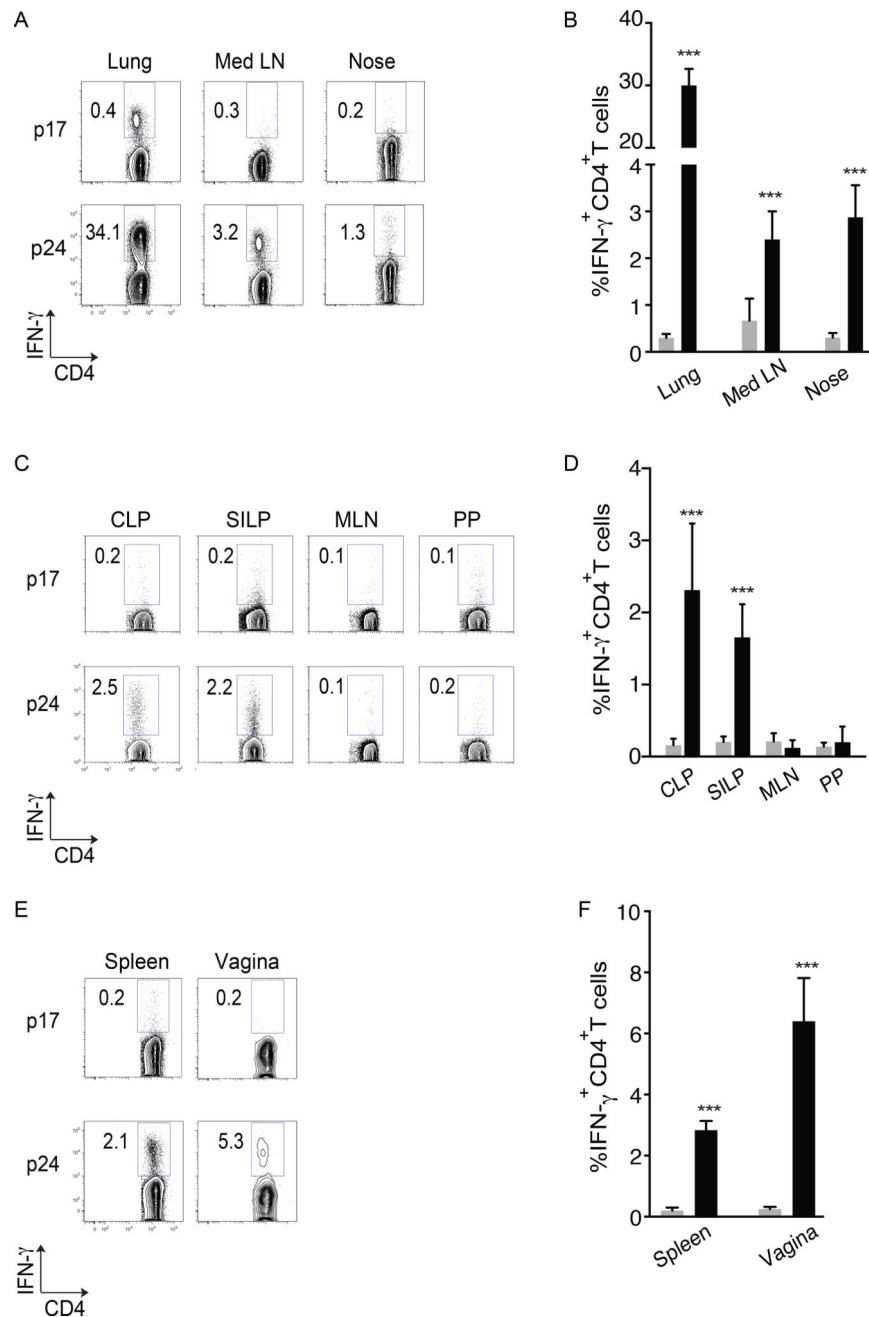 A
Lung Med LN Nose
p17
0.4
0.3
0.2
p24
34.1
3.2
1.3
IFN-γ
CD4
B
%IFN-γ+ CD4+T cells
40
30
20
4
3
2
1
0
***
***
***
Lung
Med LN
Nose
C
CLP SILP MLN PP
p17
0.2
0.2
0.1
0.1
p24
2.5
2.2
0.1
0.2
IFN-γ
CD4
D
%IFN-γ+ CD4+T cells
4
3
2
1
0
***
***
CLP
SILP
MLN
PP
E
Spleen Vagina
p17
0.2
0.2
p24
2.1
5.3
IFN-γ
CD4
F
%IFN-γ+ CD4+T cells
10
8
6
4
2
0
***
***
Spleen
Vagina